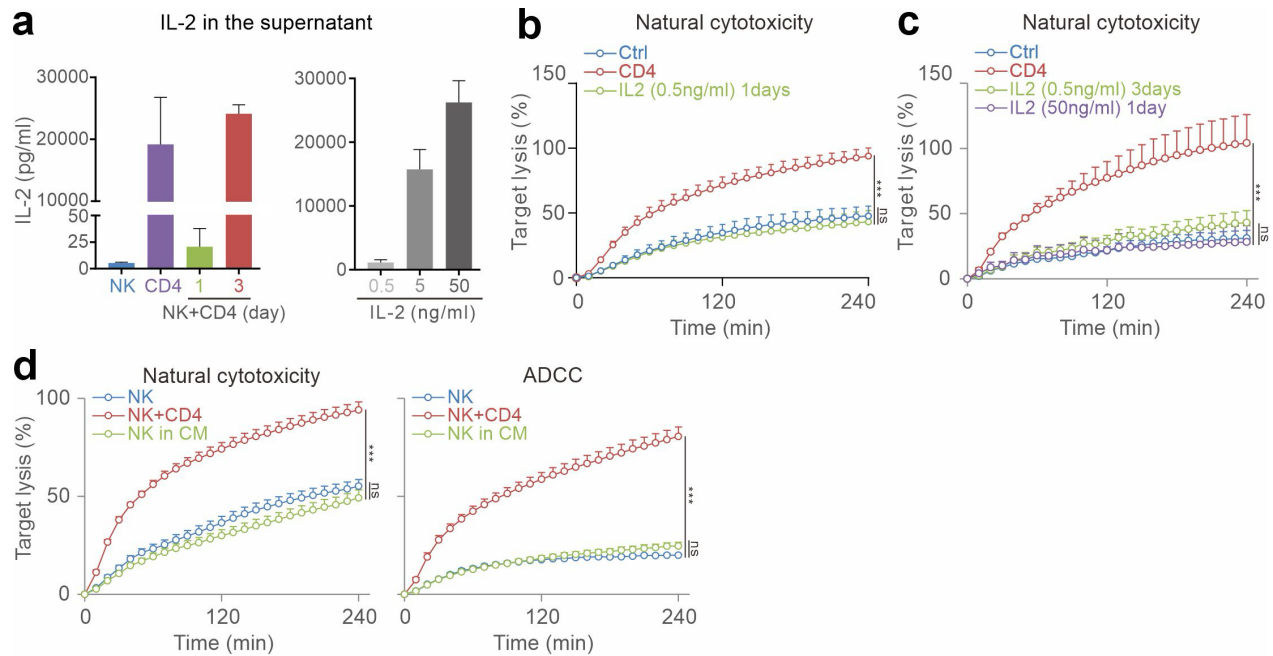 a
IL-2 in the supernatant
IL-2 (pg/ml)
30000
20000
10000
50
25
0
NK
CD4
1
3
NK+CD4 (day)
30000
20000
10000
0
0.5
5
50
IL-2 (ng/ml)
b
Natural cytotoxicity
Ctrl
CD4
IL2 (0.5ng/ml) 1days
Target lysis (%)
150
100
50
0
0
120
240
Time (min)
***
ns
c
Natural cytotoxicity
Ctrl
CD4
IL2 (0.5ng/ml) 3days
IL2 (50ng/ml) 1day
Target lysis (%)
150
100
50
0
0
120
240
Time (min)
***
ns
d
Natural cytotoxicity
NK
NK+CD4
NK in CM
Target lysis (%)
100
50
0
0
120
240
Time (min)
***
ns
ADCC
NK
NK+CD4
NK in CM
0
120
240
Time (min)
***
ns